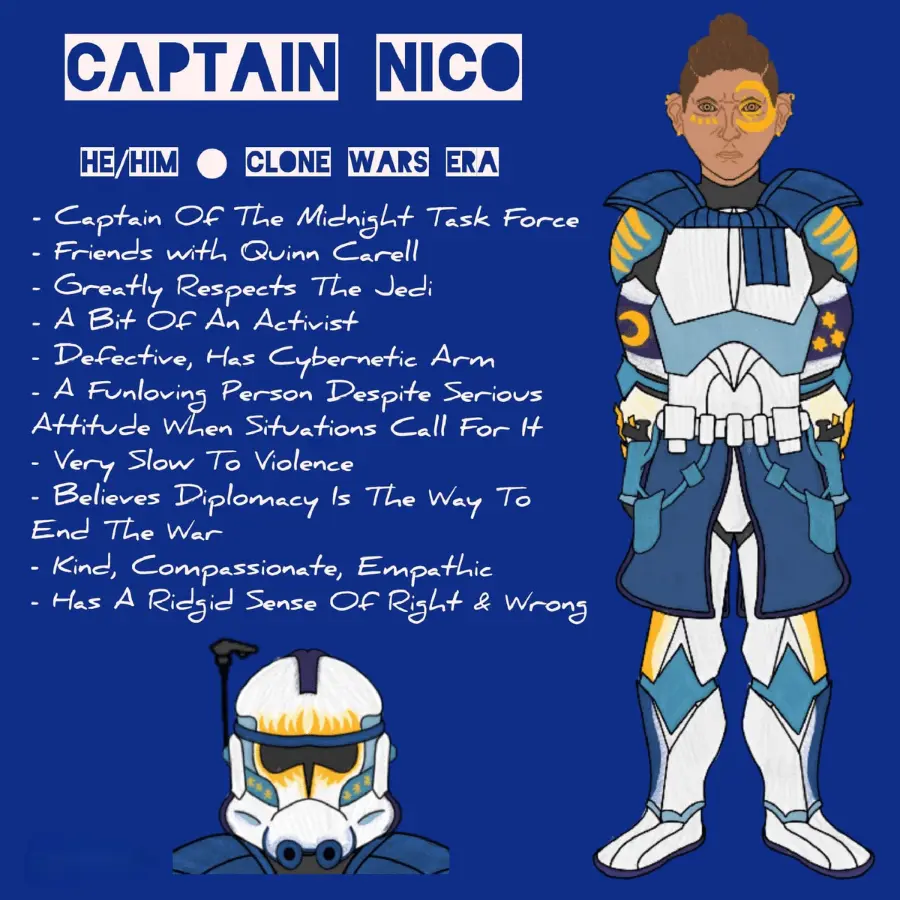 CAPTAIN NICO
HE/HIM ● CLONE WARS ERA
- Captain Of The Midnight Task Force
- Friends with Quinn Carell
- Greatly Respects The Jedi
- A Bit Of An Activist
- Defective, Has Cybernetic Arm
- A Funloving Person Despite Serious
Attitude When Situations Call For It
- Very Slow To Violence
- Believes Diplomacy Is The Way To
End The War
- Kind, Compassionate, Empathic
- Has A Ridgid Sense Of Right & Wrong